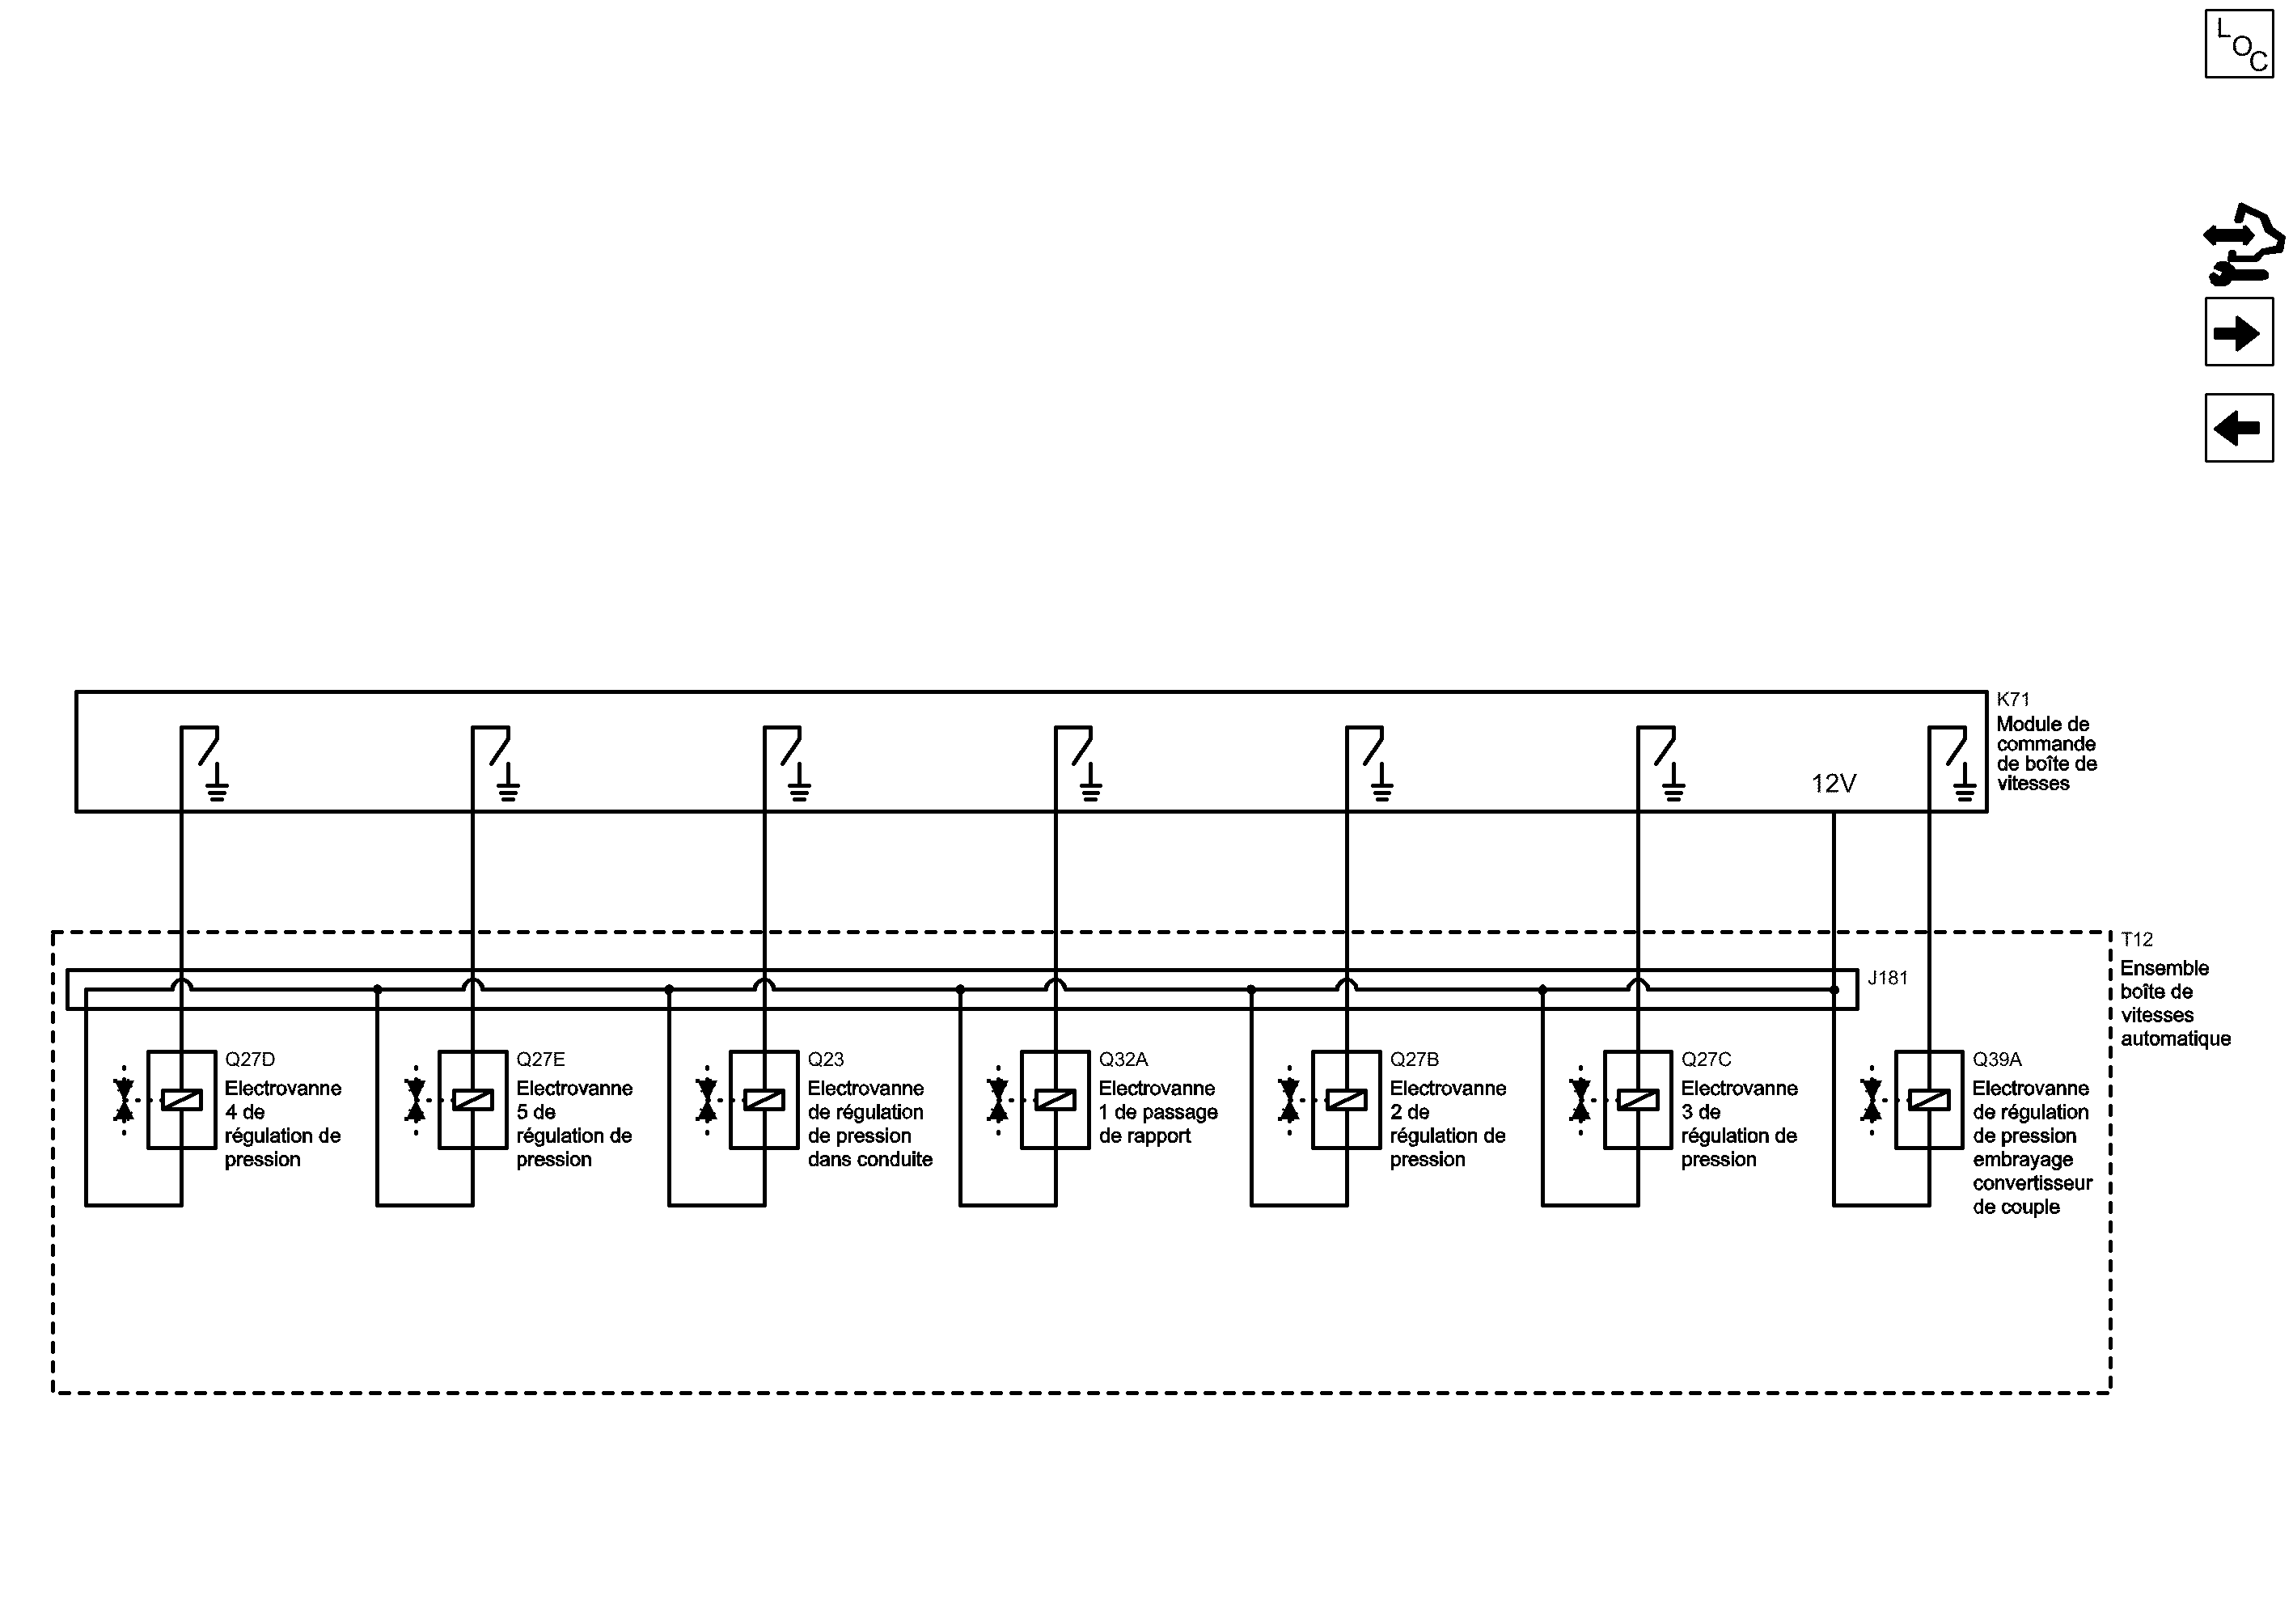 LOC
K71
Module de
commande
de boîte de
vitesses
12V
T12
Ensemble
boîte de
vitesses
automatique
J181
Q27D
Electrovanne
4 de
régulation de
pression
Q27E
Electrovanne
5 de
régulation de
pression
Q23
Electrovanne
de régulation
de pression
dans conduite
Q32A
Electrovanne
1 de passage
de rapport
Q27B
Electrovanne
2 de
régulation de
pression
Q27C
Electrovanne
3 de
régulation de
pression
Q39A
Electrovanne
de régulation
de pression
embrayage
convertisseur
de couple